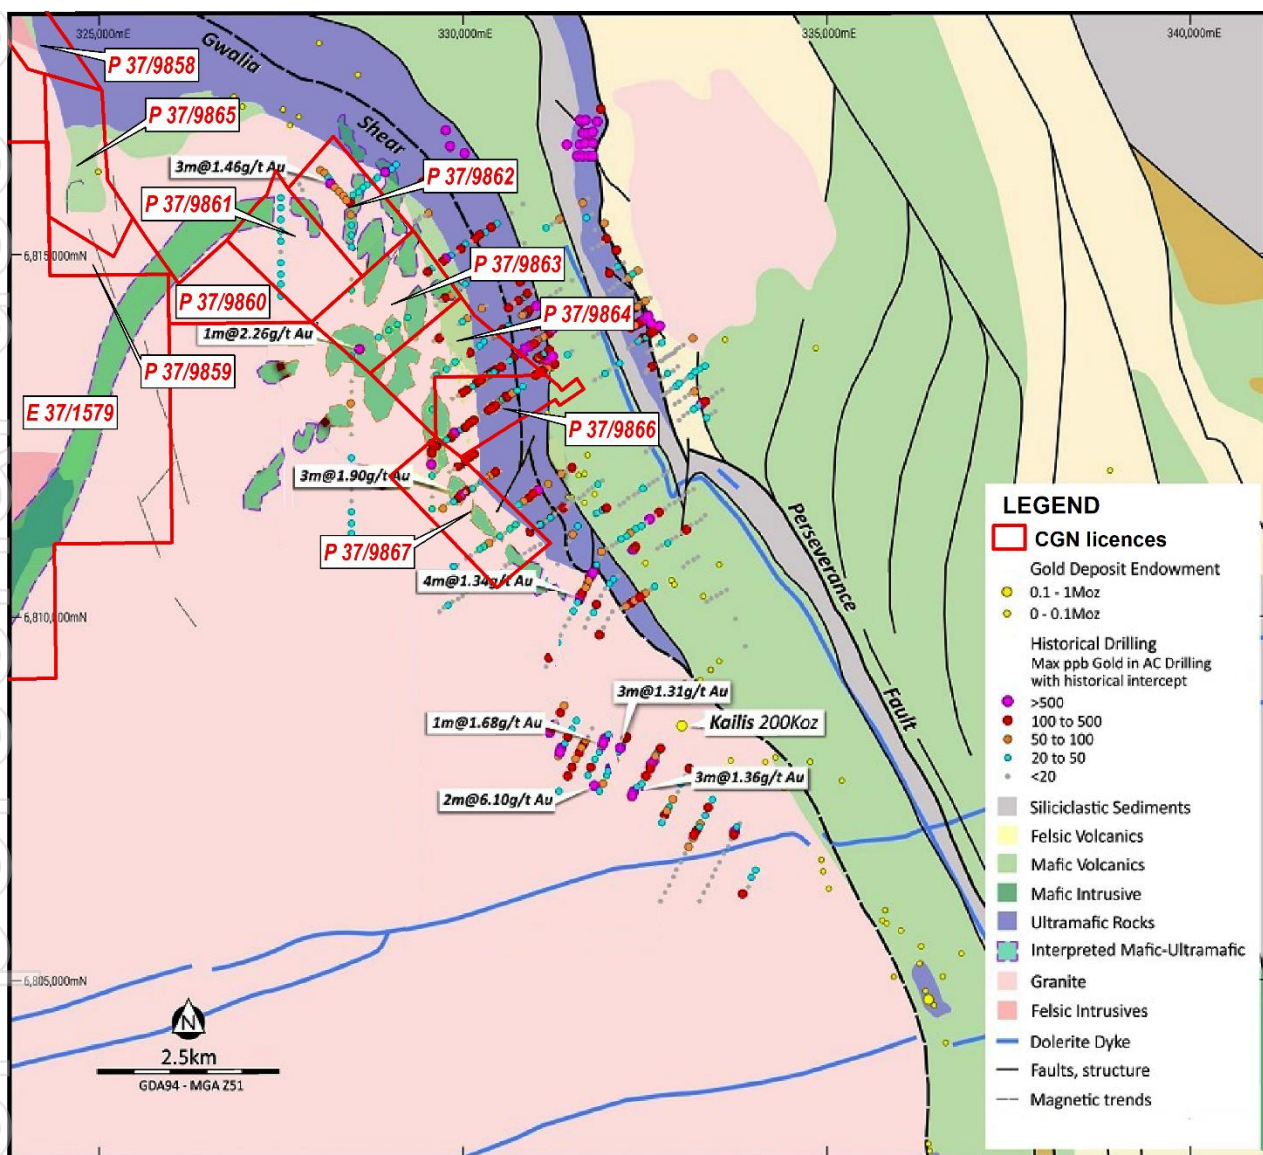 325,000mE
330,000mE
335,000mE
340,000mE
Gwalia
Shear
P 37/9858
P 37/9865
3m@1.46g/t Au
P 37/9862
P 37/9861
6,815,000mN
P 37/9863
P 37/9860
P 37/9864
1m@2.26g/t Au
P 37/9859
E 37/1579
P 37/9866
3m@1.90g/t Au
P 37/9867
4m@1.34g/t Au
Perseverance
Fault
6,810,000mN
3m@1.31g/t Au
1m@1.68g/t Au
Kailis 200Koz
3m@1.36g/t Au
2m@6.10g/t Au
6,805,000mN
N
2.5km
GDA94 - MGA Z51
LEGEND
CGN licences
Gold Deposit Endowment
0.1 - 1Moz
0 - 0.1Moz
Historical Drilling
Max ppb Gold in AC Drilling
with historical intercept
>500
100 to 500
50 to 100
20 to 50
<20
Siliciclastic Sediments
Felsic Volcanics
Mafic Volcanics
Mafic Intrusive
Ultramafic Rocks
Interpreted Mafic-Ultramafic
Granite
Felsic Intrusives
Dolerite Dyke
Faults, structure
Magnetic trends